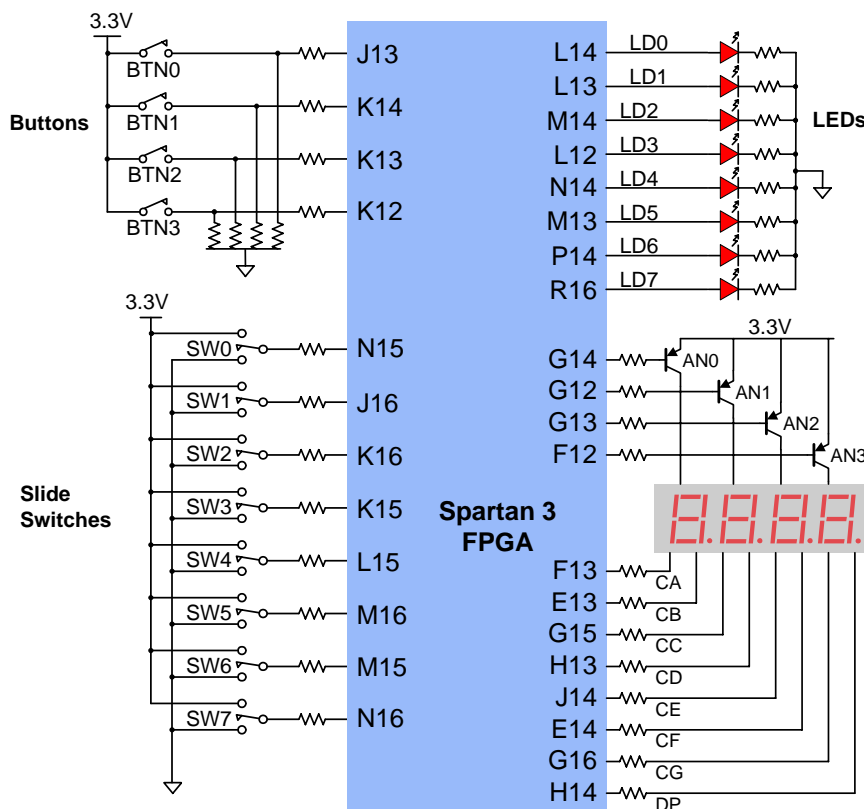 3.3V
BTN0
BTN1
BTN2
BTN3
Buttons
J13
K14
K13
K12
L14 LD0
L13 LD1
M14 LD2
L12 LD3
N14 LD4
M13 LD5
P14 LD6
R16 LD7
LEDs
3.3V
SW0
SW1
SW2
SW3
SW4
SW5
SW6
SW7
Slide
Switches
N15
J16
K16
K15
L15
M16
M15
N16
Spartan 3
FPGA
3.3V
G14
G12
G13
F12
AN0
AN1
AN2
AN3
8.8.8.8.
F13
E13
G15
H13
J14
E14
G16
H14
CA
CB
CC
CD
CE
CF
CG
DP